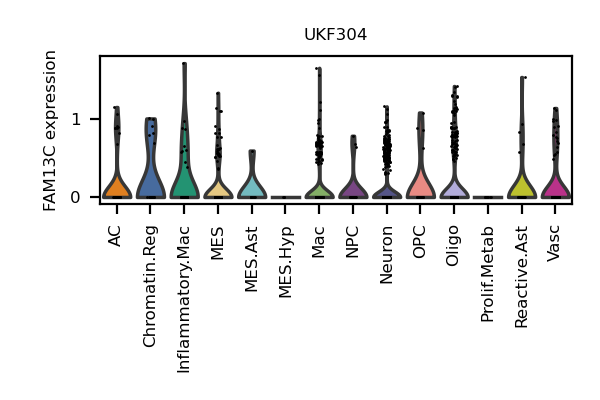 UKF304
FAM13C expression
1
0
AC
Chromatin.Reg
Inflammatory.Mac
MES
MES.Ast
MES.Hyp
Mac
NPC
Neuron
OPC
Oligo
Prolif.Metab
Reactive.Ast
Vasc